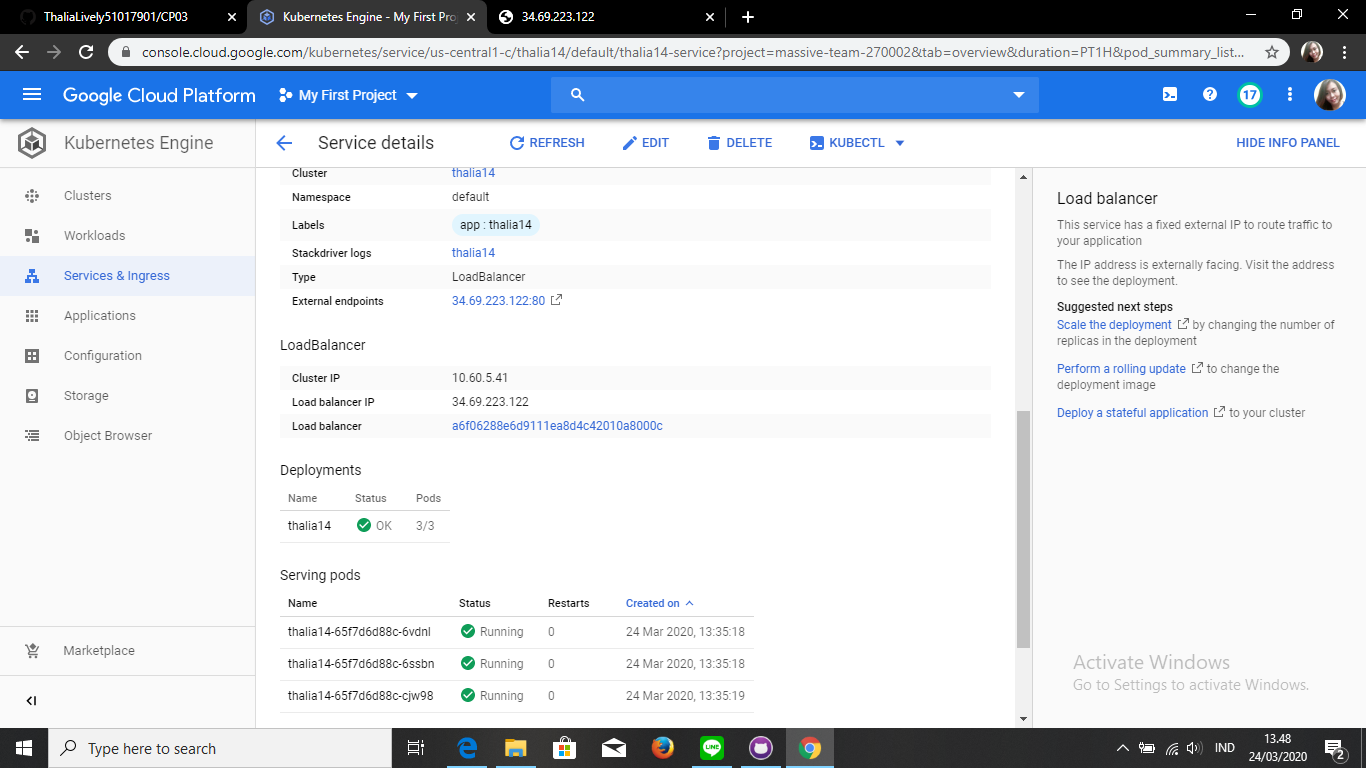 ThaliaLively51017901/CP03
Kubernetes Engine - My First Pro
34.69.223.122
console.cloud.google.com/kubernetes/service/us-central1-c/thalia14/default/thalia14-service?project=massive-team-270002&tab=overview&duration=PT1H&pod_summary_list...
Google Cloud Platform
My First Project
17
Kubernetes Engine
Service details
REFRESH
EDIT
DELETE
KUBECTL
HIDE INFO PANEL
Clusters
Workloads
Services & Ingress
Applications
Configuration
Storage
Object Browser
Marketplace
Cluster thalia14
Namespace default
Labels app : thalia14
Stackdriver logs thalia14
Type LoadBalancer
External endpoints 34.69.223.122:80
LoadBalancer
Cluster IP 10.60.5.41
Load balancer IP 34.69.223.122
Load balancer a6f06288e6d9111ea8d4c42010a8000c
Deployments
Name Status Pods
thalia14 OK 3/3
Serving pods
Name Status Restarts Created on
thalia14-65f7d6d88c-6vdnl Running 0 24 Mar 2020, 13:35:18
thalia14-65f7d6d88c-6ssbn Running 0 24 Mar 2020, 13:35:18
thalia14-65f7d6d88c-cjw98 Running 0 24 Mar 2020, 13:35:19
Load balancer
This service has a fixed external IP to route traffic to
your application
The IP address is externally facing. Visit the address
to see the deployment.
Suggested next steps
Scale the deployment by changing the number of
replicas in the deployment
Perform a rolling update to change the
deployment image
Deploy a stateful application to your cluster
Activate Windows
Go to Settings to activate Windows.
Type here to search
LINE
IND
13.48
24/03/2020
2